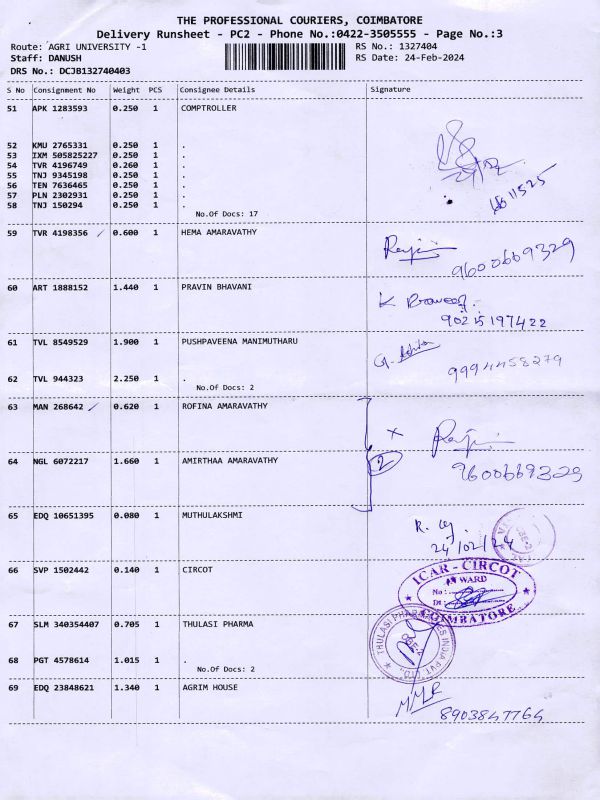 THE PROFESSIONAL COURIERS, COIMBATORE
Delivery Runsheet - PC2 - Phone No.:0422-3505555 - Page No.:3
Route: AGRI UNIVERSITY -1 RS No.: 1327404
Staff: DANUSH RS Date: 24-Feb-2024
DRS No.: DCJB132740403
S No Consignment No Weight PCS Consignee Details Signature
51 APK 1283593 0.250 1 COMPTROLLER
52 KMU 2765331 0.250 1 .
53 IXM 505825227 0.250 1 .
54 TVR 4196749 0.260 1 .
55 TNJ 9345198 0.250 1 .
56 TEN 7636465 0.250 1 .
57 PLN 2302931 0.250 1 .
58 TNJ 150294 0.250 1 .
No.Of Docs: 17
59 TVR 4198356 0.600 1 HEMA AMARAVATHY
9600669329
60 ART 1888152 1.440 1 PRAVIN BHAVANI
K
90215197422
61 TVL 8549529 1.900 1 PUSHPAVEENA MANIMUTHARU
9994458279
62 TVL 944323 2.250 1 .
No.Of Docs: 2
63 MAN 268642 0.620 1 ROFINA AMARAVATHY
2
64 NGL 6072217 1.660 1 AMIRTHAA AMARAVATHY
9600669329
65 EDQ 10651395 0.080 1 MUTHULAKSHMI
24/02/24
66 SVP 1502442 0.140 1 CIRCOT
ICAR - CIRCOT
INWARD
No :
Dt :
COIMBATORE
67 SLM 340354407 0.705 1 THULASI PHARMA
68 PGT 4578614 1.015 1 .
No.Of Docs: 2
69 EDQ 23848621 1.340 1 AGRIM HOUSE
8903847764